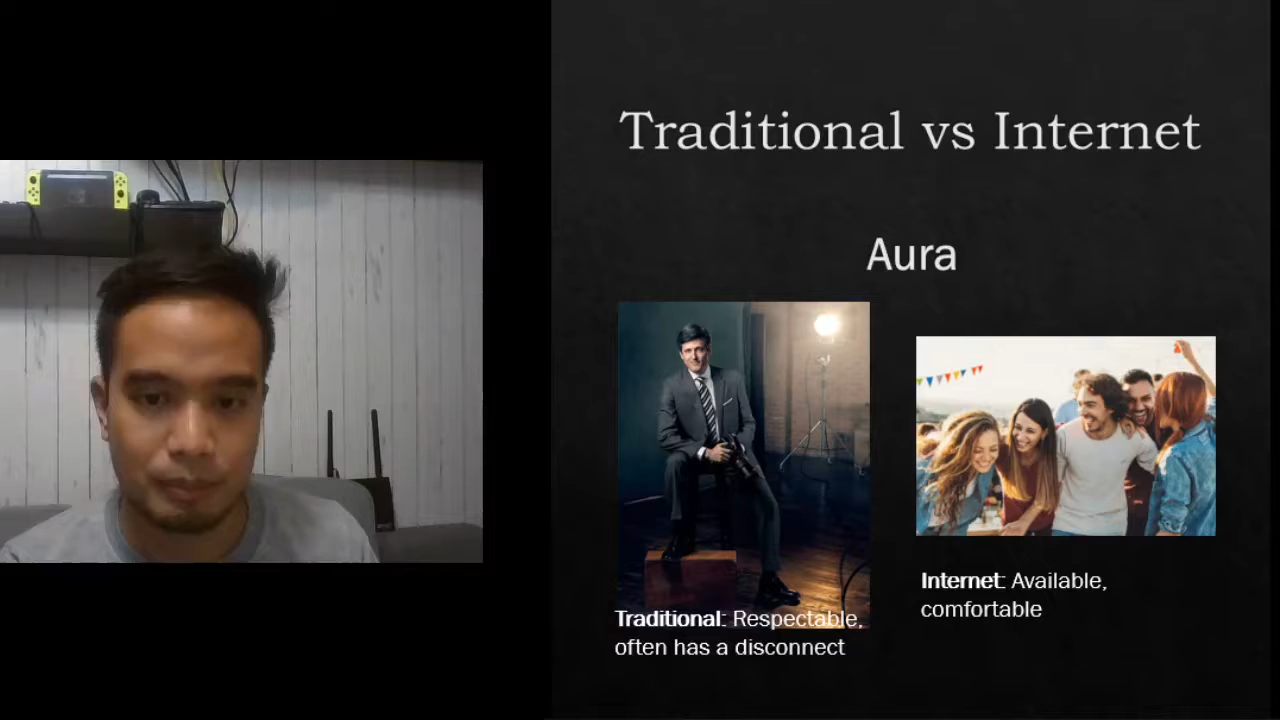 Traditional vs Internet
Aura
Traditional: Respectable,
often has a disconnect
Internet: Available,
comfortable